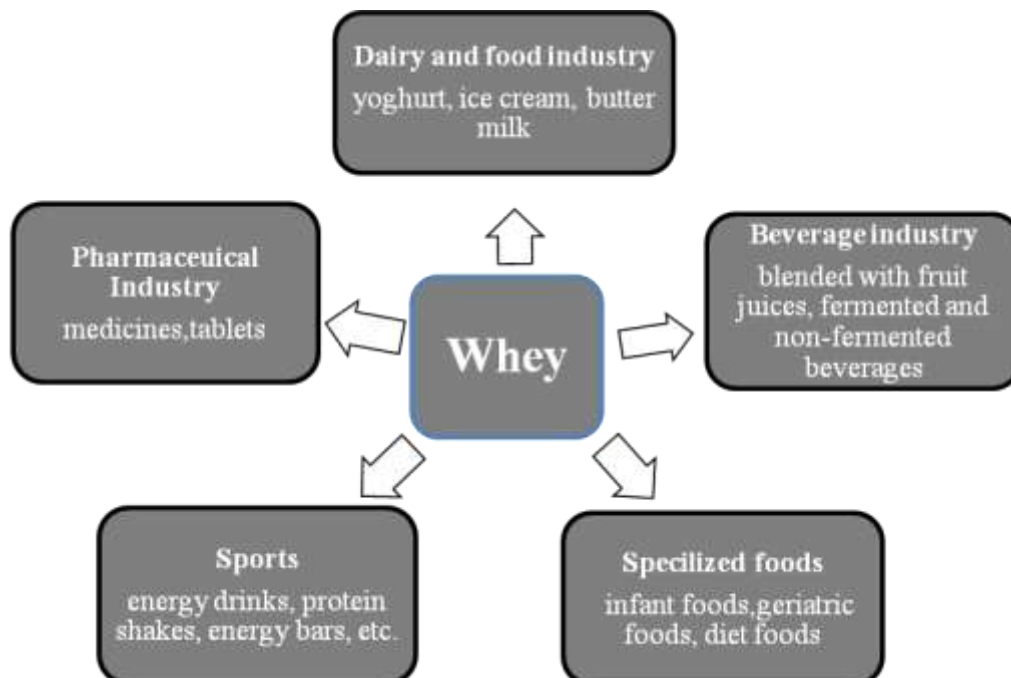 Dairy and food industry
yoghurt, ice cream, butter
milk
Pharmaceuical
Industry
medicines,tablets
Whey
Beverage industry
blended with fruit
juices, fermented and
non-fermented
beverages
Sports
energy drinks, protein
shakes, energy bars, etc.
Specilized foods
infant foods,geriatric
foods, diet foods